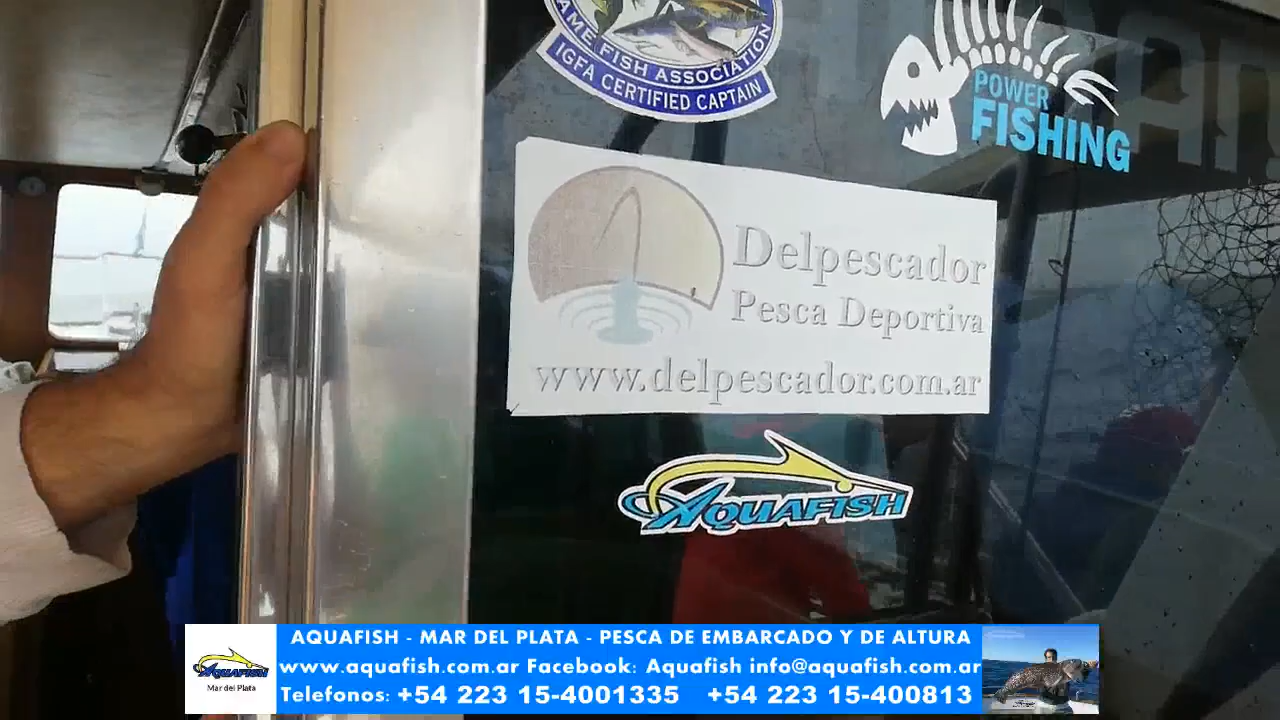 GAME FISH ASSOCIATION
IGFA CERTIFIED CAPTAIN
POWER
FISHING
Delpescador
Pesca Deportiva
www.delpescador.com.ar
AQUAFISH
AQUAFISH - MAR DEL PLATA - PESCA DE EMBARCADO Y DE ALTURA
www.aquafish.com.ar Facebook: Aquafish info@aquafish.com.ar
Telefonos: +54 223 15-4001335 +54 223 15-400813
AQUAFISH
Mar del Plata